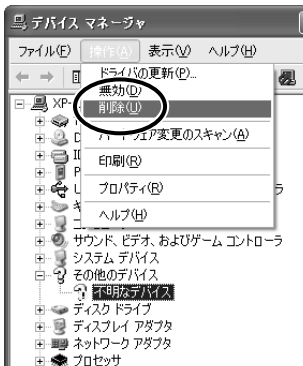 デバイス マネージャ
ファイル(F) 操作(A) 表示(V) ヘルプ(H)
ドライバの更新(P)...
無効(D)
削除(U)
ハードウェア変更のスキャン(A)
印刷(R)
プロパティ(R)
ヘルプ(H)
XP-
サウンド、ビデオ、およびゲーム コントローラ
システム デバイス
その他のデバイス
不明なデバイス
ディスク ドライブ
ディスプレイ アダプタ
ネットワーク アダプタ
プロセッサ